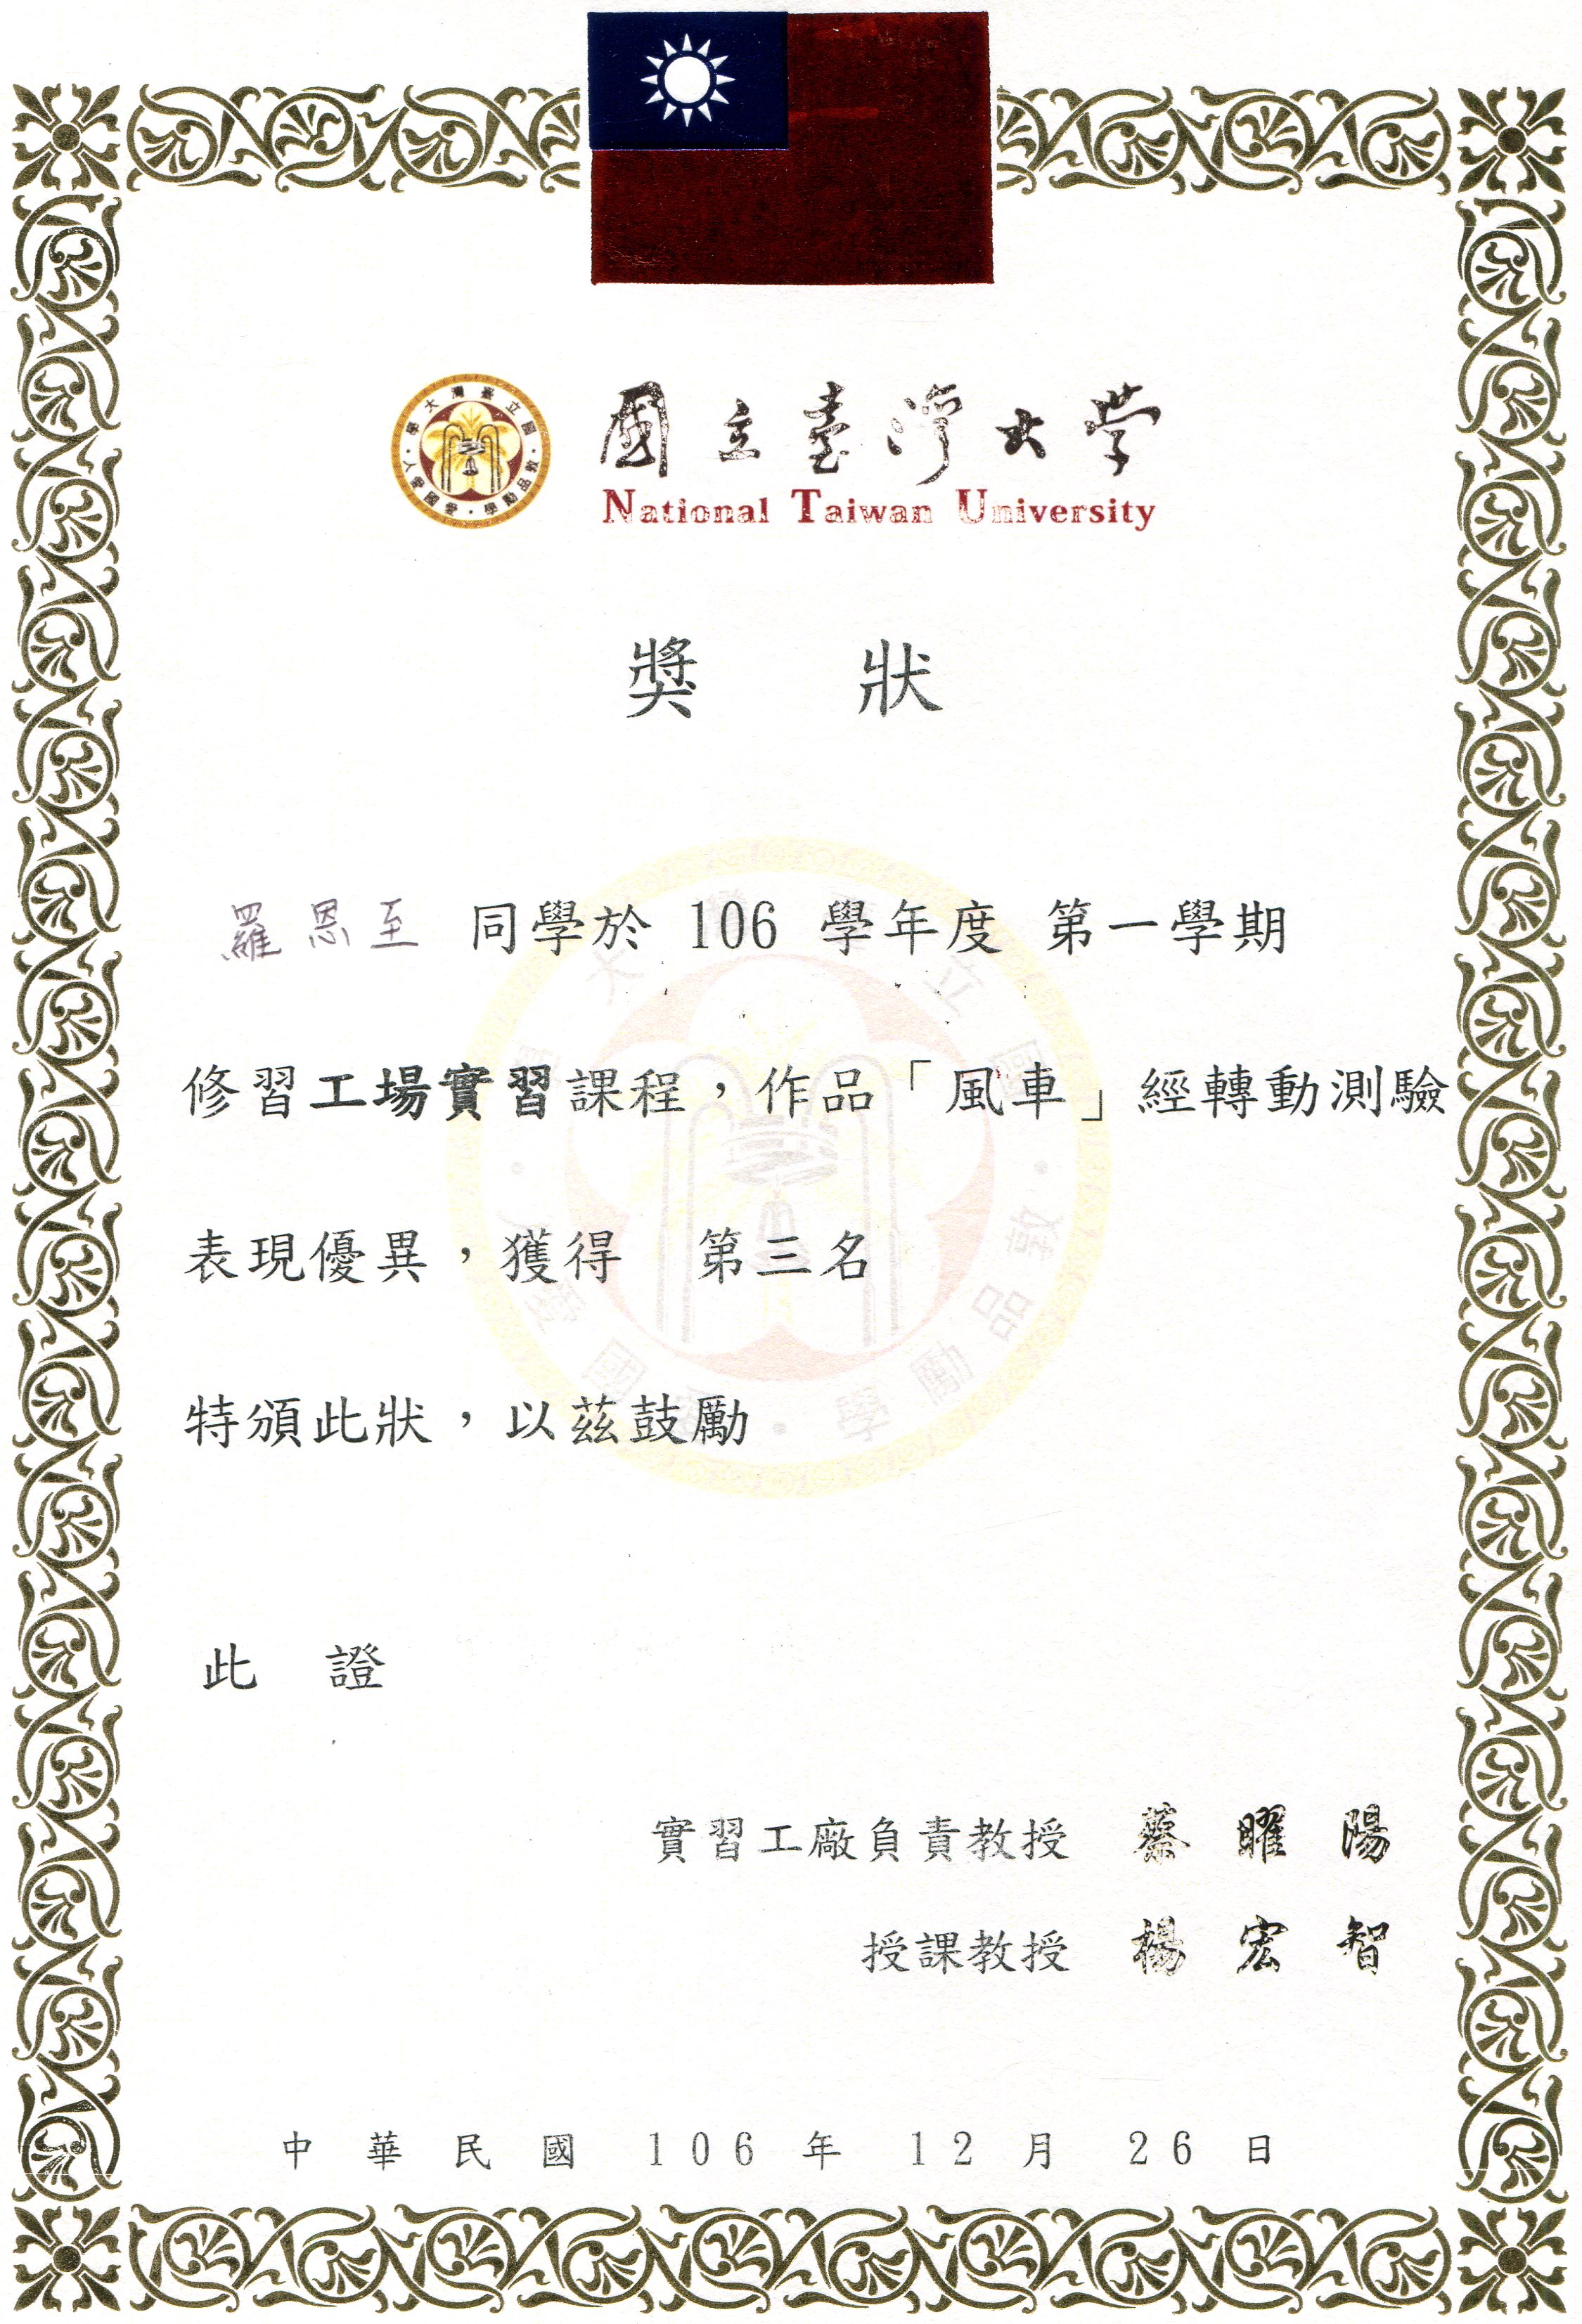 國立臺灣大學
National Taiwan University
獎 狀
羅恩至 同學於 106 學年度 第一學期
修習工場實習課程，作品「風車」經轉動測驗
表現優異，獲得 第三名
特頒此狀，以茲鼓勵
此 證
實習工廠負責教授 蔡曜陽
授課教授 楊宏智
中華民國 106 年 12 月 26 日